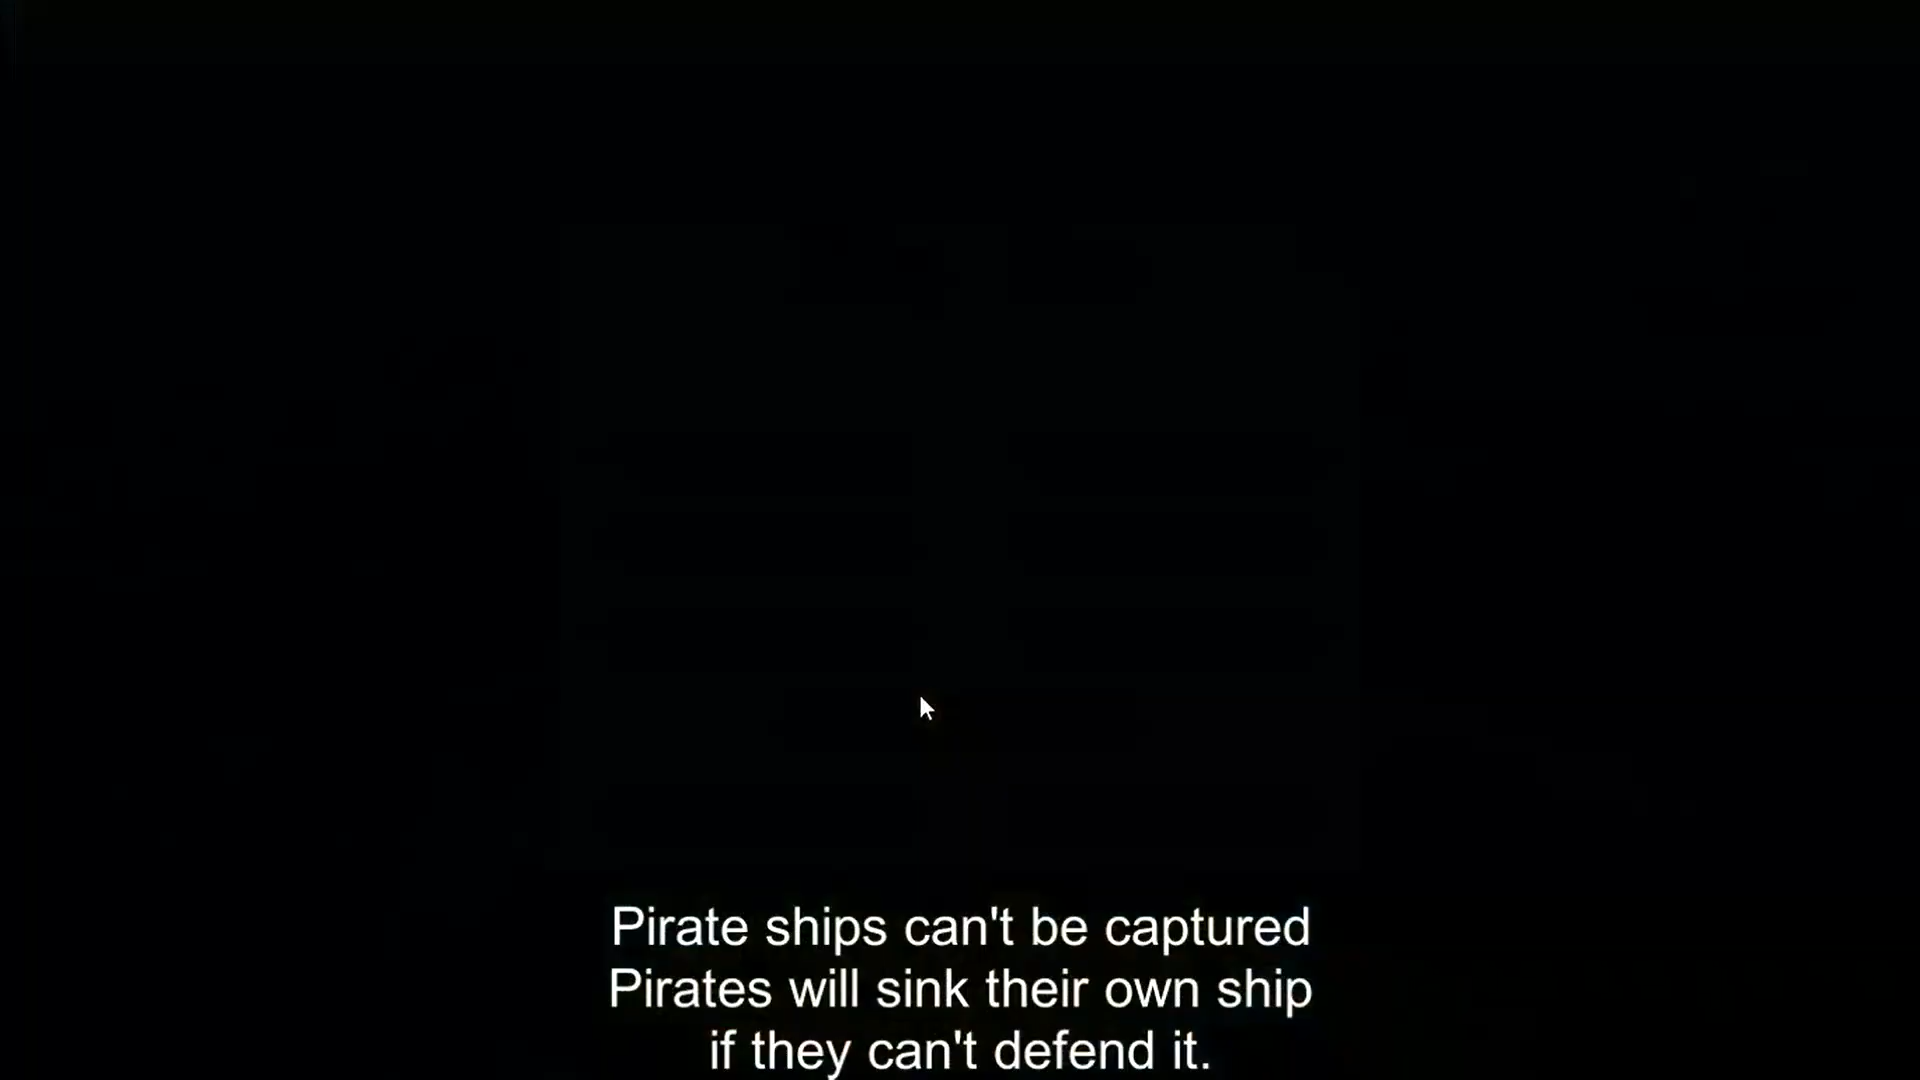 Pirate ships can't be captured
Pirates will sink their own ship
if they can't defend it.